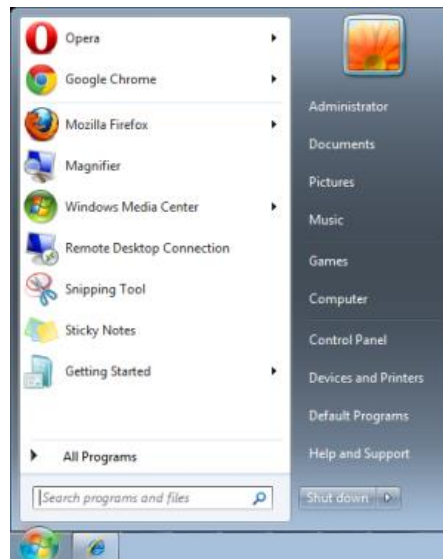 Opera
Google Chrome
Mozilla Firefox
Magnifier
Windows Media Center
Remote Desktop Connection
Snipping Tool
Sticky Notes
Getting Started
All Programs
Search programs and files
Administrator
Documents
Pictures
Music
Games
Computer
Control Panel
Devices and Printers
Default Programs
Help and Support
Shut down